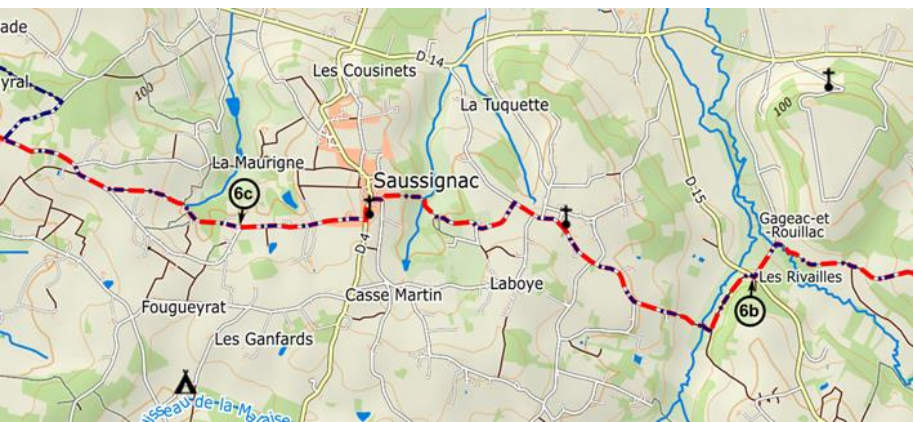 ade
yral
100
Les Cousinets
D 14
La Tuquette
100
La Maurigne
6c
Saussignac
D 15
Gageac-et
-Rouillac
D 4
Les Rivailles
Fougueyrat
Casse Martin
Laboye
6b
Les Ganfards
isseau de la Maraise